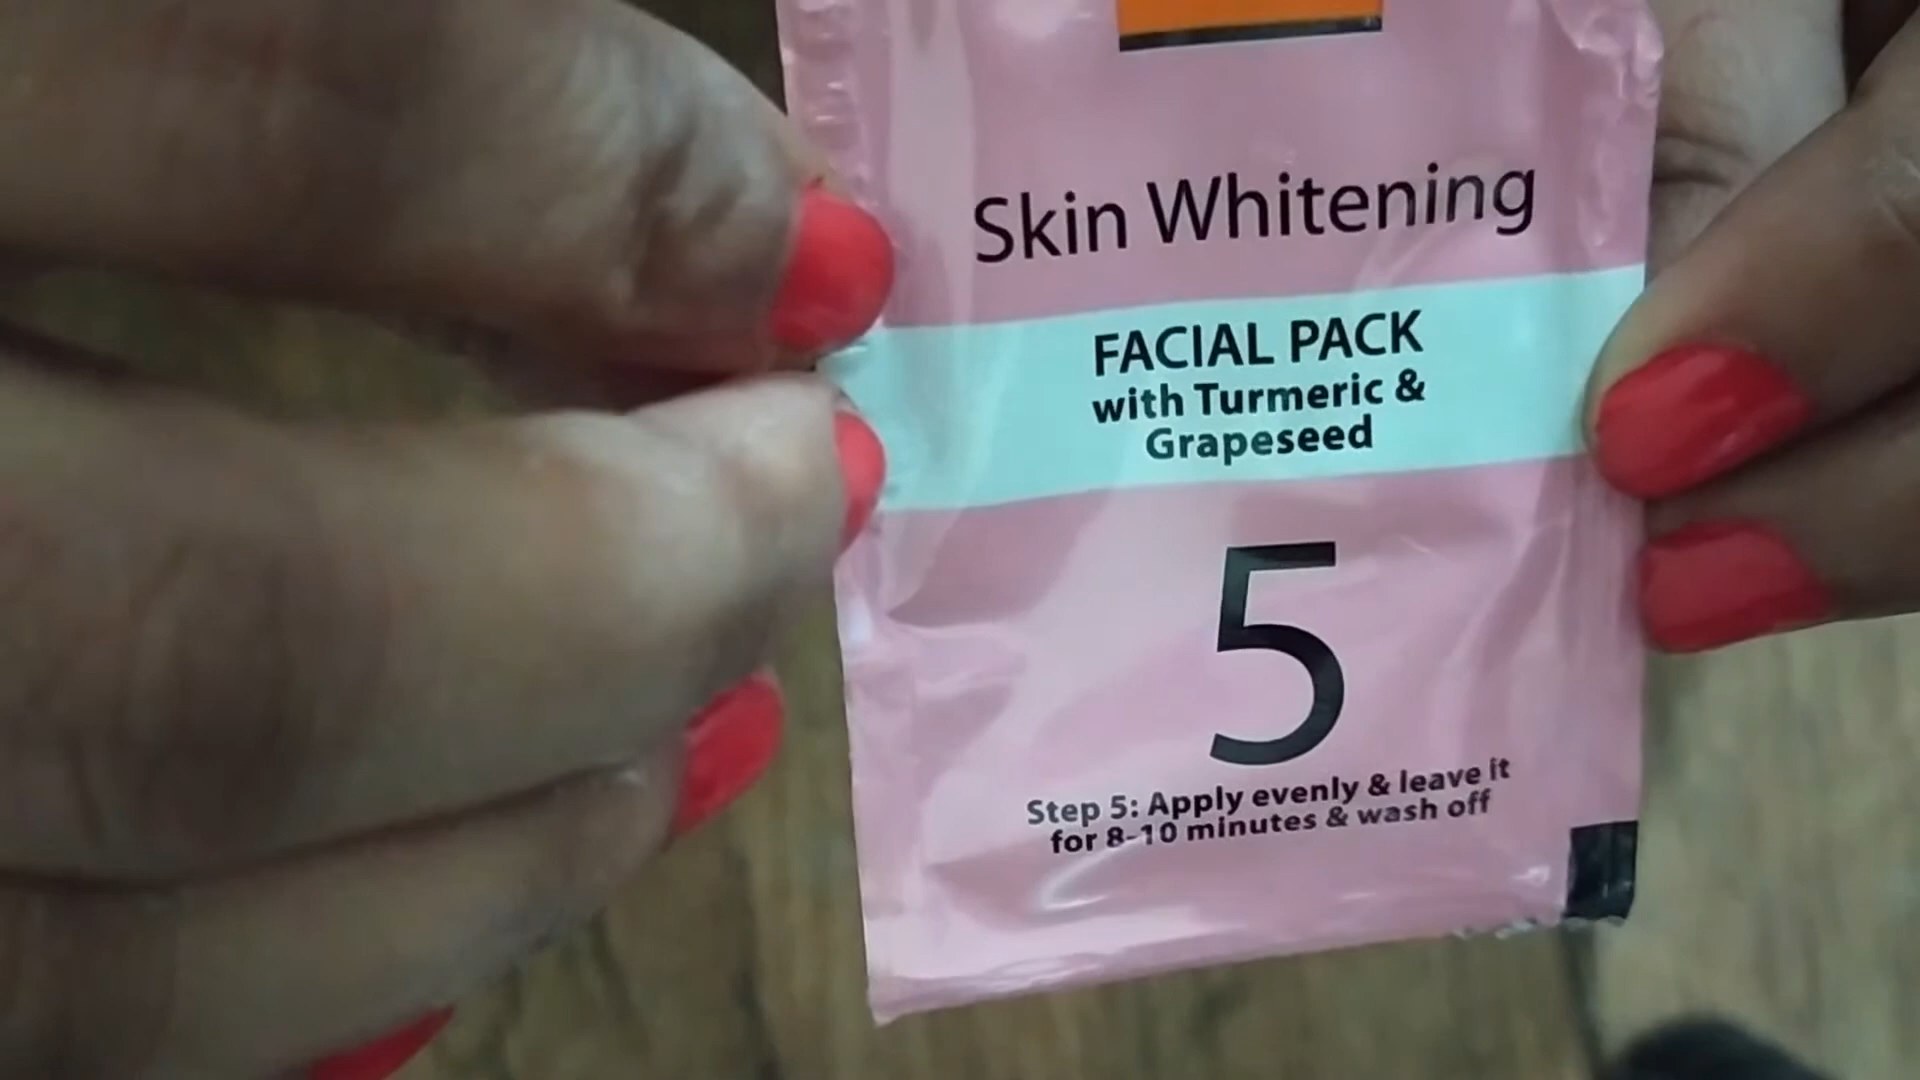 Skin Whitening
FACIAL PACK
with Turmeric &
Grapeseed
5
Step 5: Apply evenly & leave it
for 8-10 minutes & wash off